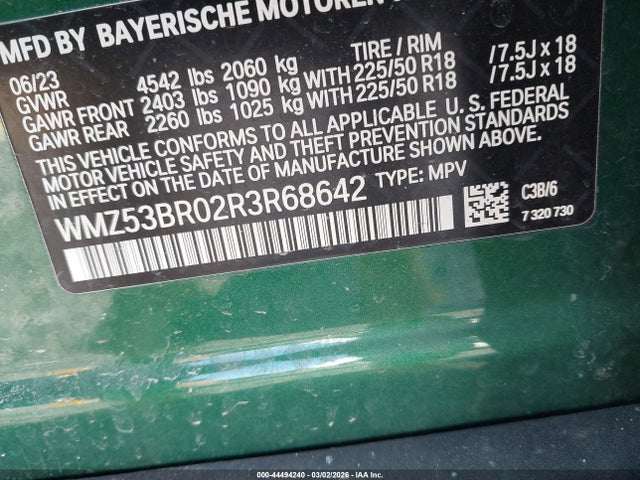 MFD BY BAYERISCHE MOTOREN
06/23
GVWR 4542 lbs 2060 kg TIRE / RIM
GAWR FRONT 2403 lbs 1090 kg WITH 225/50 R18 / 7.5J x 18
GAWR REAR 2260 lbs 1025 kg WITH 225/50 R18 / 7.5J x 18
THIS VEHICLE CONFORMS TO ALL APPLICABLE U. S. FEDERAL
MOTOR VEHICLE SAFETY AND THEFT PREVENTION STANDARDS
IN EFFECT ON THE DATE OF MANUFACTURE SHOWN ABOVE.
WMZ53BR02R3R68642 TYPE: MPV
C3B/6
7 320 730
000-44494240 - 03/02/2026 - IAA Corp.